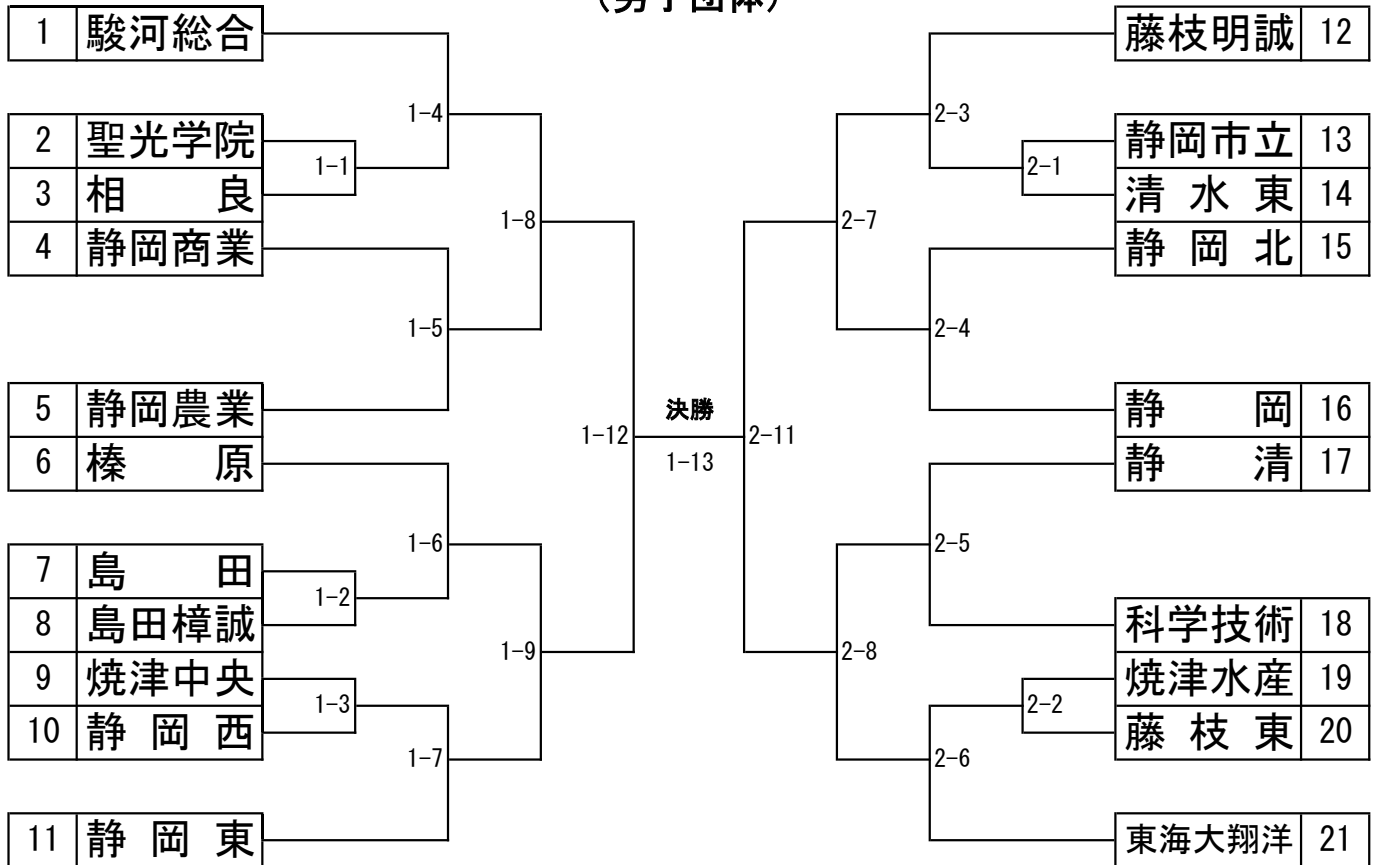 （男子団体）
1 駿河総合
2 聖光学院
3 相 良
4 静岡商業
5 静岡農業
6 榛 原
7 島 田
8 島田樟誠
9 焼津中央
10 静 岡 西
11 静 岡 東
1-1
1-2
1-3
1-4
1-5
1-6
1-7
1-8
1-9
1-12
決勝
1-13
2-11
2-7
2-8
2-3
2-4
2-5
2-6
2-1
2-2
藤枝明誠 12
静岡市立 13
清 水 東 14
静 岡 北 15
静 岡 16
静 清 17
科学技術 18
焼津水産 19
藤 枝 東 20
東海大翔洋 21